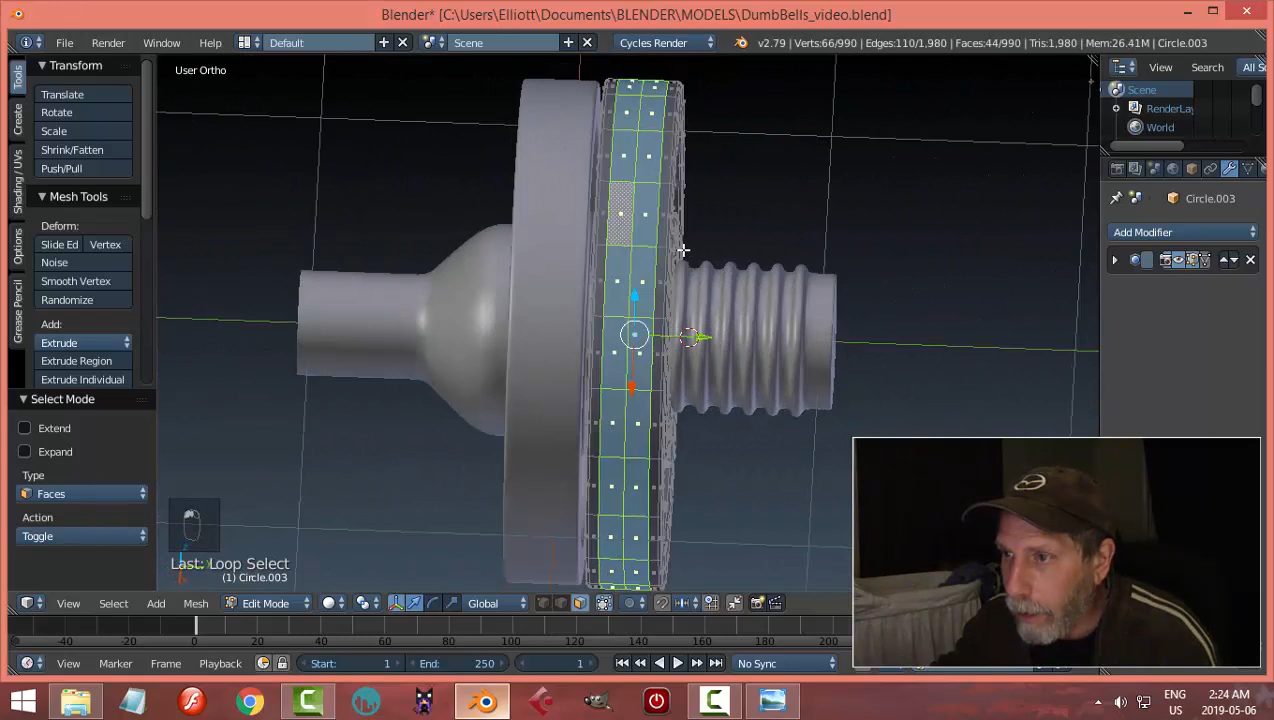 Blender* [C:\Users\Elliott\Documents\BLENDER\MODELS\DumbBells_video.blend]
File Render Window Help Default Scene Cycles Render v2.79 | Verts:66/990 | Edges:110/1,980 | Faces:44/990 | Tris:1,980 | Mem:26.41M | Circle.003
Tools
Create
Shading / UVs
Options
Grease Pencil
Transform
Translate
Rotate
Scale
Shrink/Fatten
Push/Pull
Mesh Tools
Deform:
Slide Ed Vertex
Noise
Smooth Vertex
Randomize
Add:
Extrude
Extrude Region
Extrude Individual
Select Mode
Extend
Expand
Type
Faces
Action
Toggle
User Ortho
Last: Loop Select
(1) Circle.003
View Search All S
Scene
RenderLay
World
Circle.003
Add Modifier
View Select Add Mesh Edit Mode Global
-40 -20 0 20 40 60 80 100 120 140 160 180 200
View Marker Frame Playback Start: 1 End: 250 1 No Sync
ENG
US
2:24 AM
2019-05-06